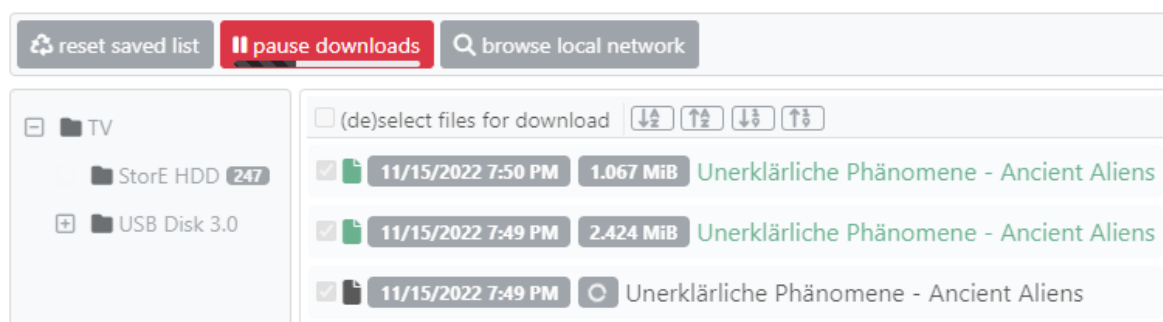 reset saved list pause downloads browse local network
TV
StorE HDD 247
USB Disk 3.0
(de)select files for download
11/15/2022 7:50 PM 1.067 MiB Unerklärliche Phänomene - Ancient Aliens
11/15/2022 7:49 PM 2.424 MiB Unerklärliche Phänomene - Ancient Aliens
11/15/2022 7:49 PM Unerklärliche Phänomene - Ancient Aliens